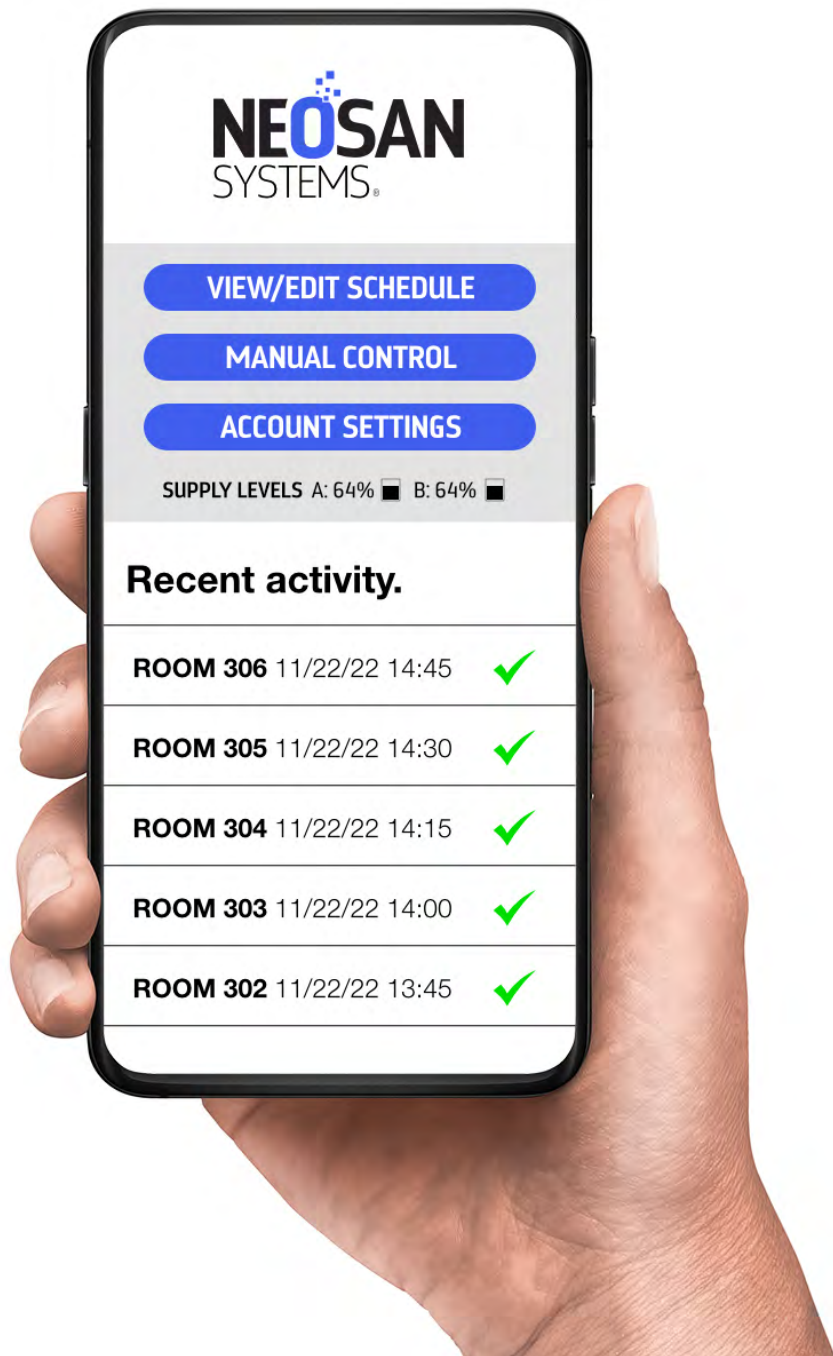 NEOSAN
SYSTEMS®
VIEW/EDIT SCHEDULE
MANUAL CONTROL
ACCOUNT SETTINGS
SUPPLY LEVELS A: 64% B: 64%
Recent activity.
ROOM 306 11/22/22 14:45
ROOM 305 11/22/22 14:30
ROOM 304 11/22/22 14:15
ROOM 303 11/22/22 14:00
ROOM 302 11/22/22 13:45